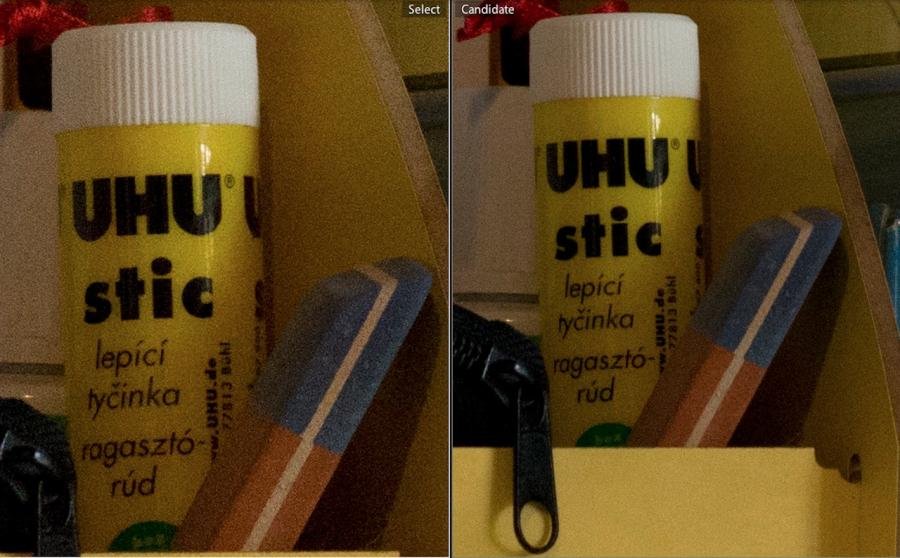 Select
Candidate
UHU®
stic
lepící
tyčinka
ragasztó-
rúd
www.UHU.de
77813 Bühl
UHU®
stic
lepící
tyčinka
ragasztó-
rúd
www.UHU.de
77813 Bühl